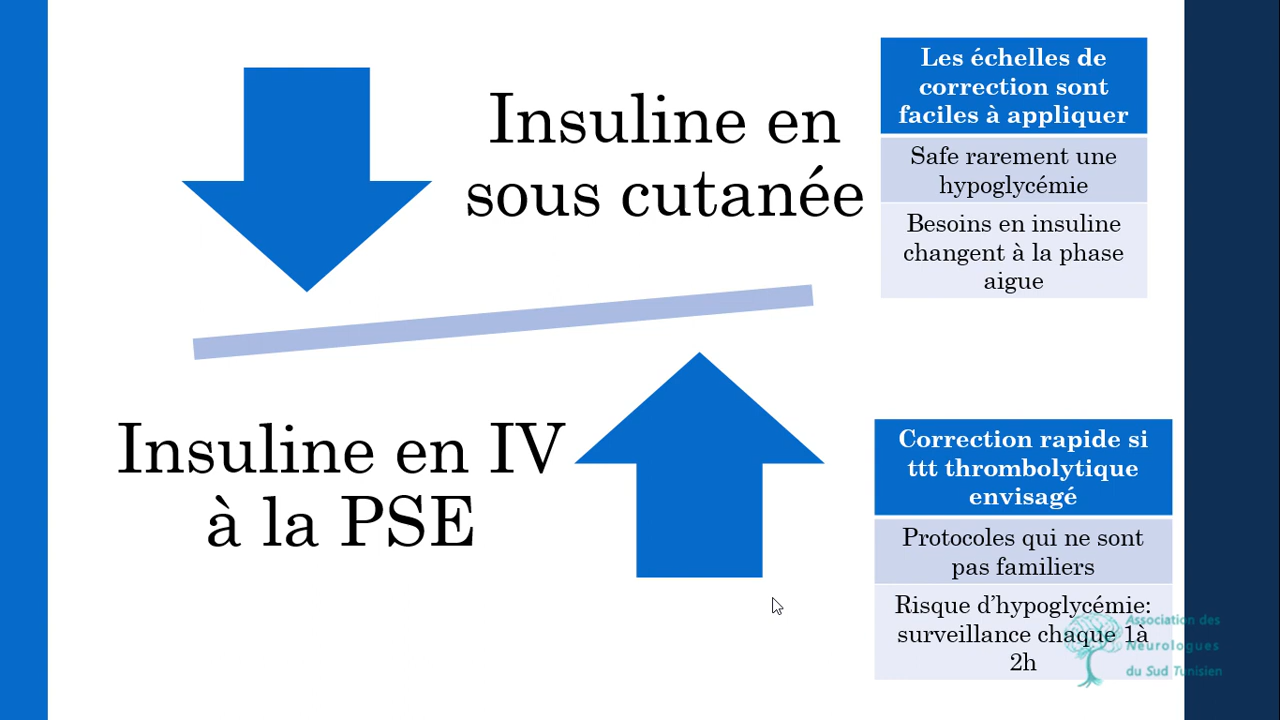 Insuline en
sous cutanée
Les échelles de
correction sont
faciles à appliquer
Safe rarement une
hypoglycémie
Besoins en insuline
changent à la phase
aigue
Insuline en IV
à la PSE
Correction rapide si
ttt thrombolytique
envisagé
Protocoles qui ne sont
pas familiers
Risque d'hypoglycémie:
surveillance chaque 1à
2h
Association des
Neurologues
du Sud Tunisien